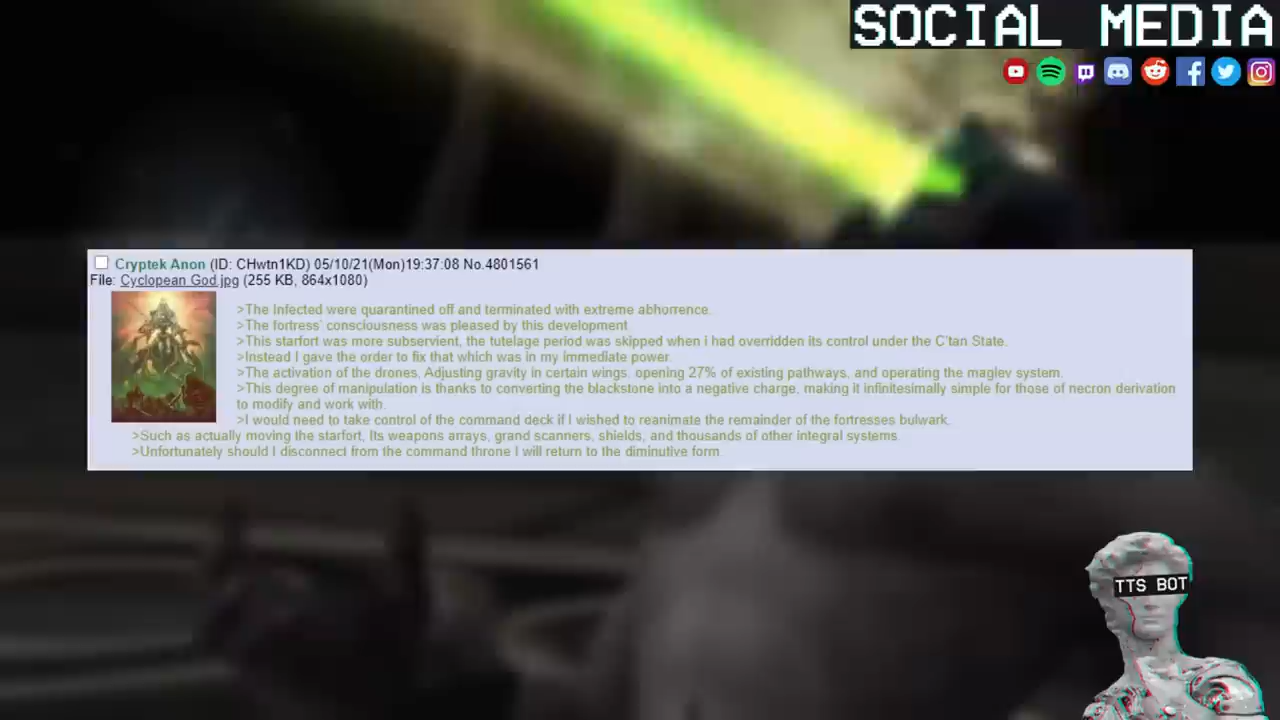 SOCIAL MEDIA
Cryptek Anon (ID: CHwtn1KD) 05/10/21(Mon)19:37:08 No.4801561
File: Cyclopean God.jpg (255 KB, 864x1080)
>The Infected were quarantined off and terminated with extreme abhorrence.
>The fortress' consciousness was pleased by this development.
>This starfort was more subservient, the tutelage period was skipped when i had overridden its control under the C'tan State.
>Instead I gave the order to fix that which was in my immediate power.
>The activation of the drones, Adjusting gravity in certain wings, opening 27% of existing pathways, and operating the maglev system.
>This degree of manipulation is thanks to converting the blackstone into a negative charge, making it infinitesimally simple for those of necron derivation
to modify and work with.
>I would need to take control of the command deck if I wished to reanimate the remainder of the fortresses bulwark.
>Such as actually moving the starfort, Its weapons arrays, grand scanners, shields, and thousands of other integral systems.
>Unfortunately should I disconnect from the command throne I will return to the diminutive form.
TTS BOT